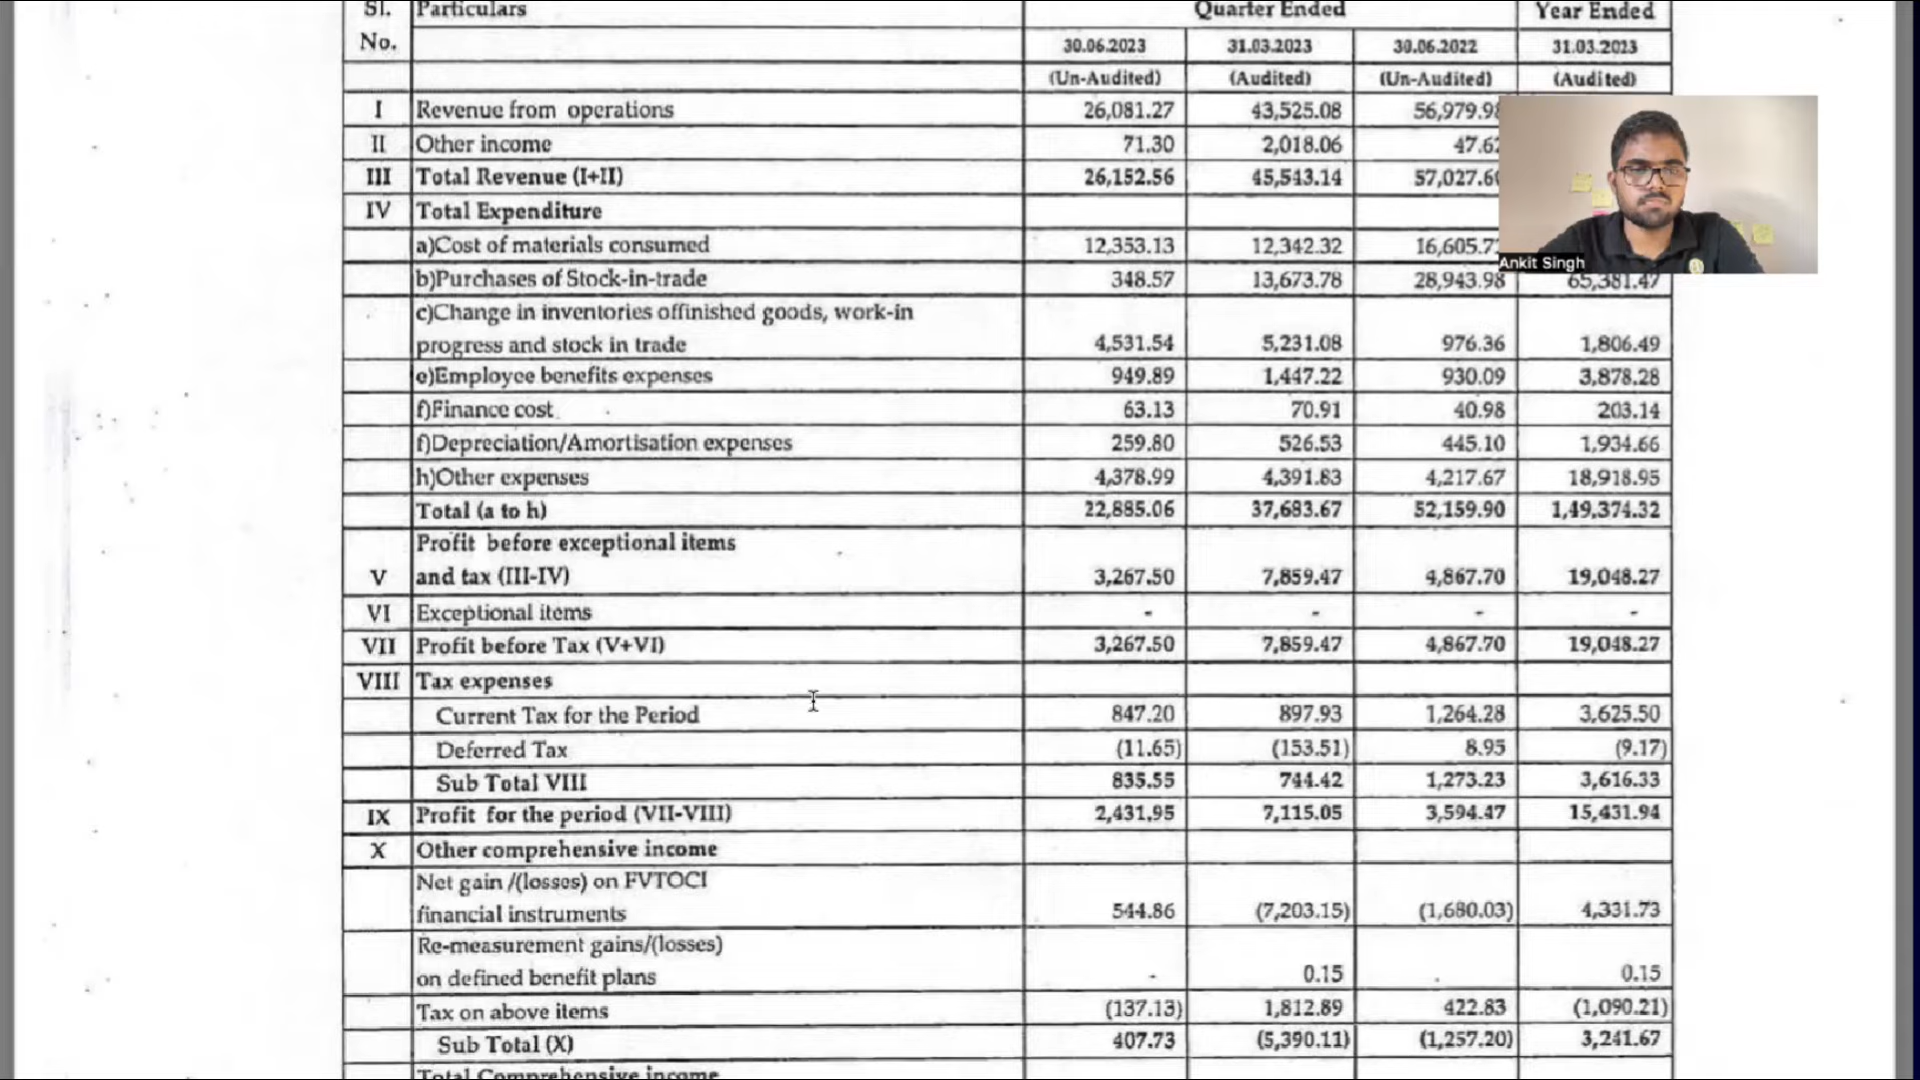 Sl. Particulars Quarter Ended Year Ended
No. 30.06.2023 31.03.2023 30.06.2022 31.03.2023
(Un-Audited) (Audited) (Un-Audited) (Audited)
I Revenue from operations 26,081.27 43,525.08 56,979.98
II Other income 71.30 2,018.06 47.62
III Total Revenue (I+II) 26,152.56 45,543.14 57,027.60
IV Total Expenditure
a)Cost of materials consumed 12,353.13 12,342.32 16,605.72
b)Purchases of Stock-in-trade 348.57 13,673.78 28,943.98 65,381.47
c)Change in inventories offinished goods, work-in
progress and stock in trade 4,531.54 5,231.08 976.36 1,806.49
e)Employee benefits expenses 949.89 1,447.22 930.09 3,878.28
f)Finance cost 63.13 70.91 40.98 203.14
f)Depreciation/Amortisation expenses 259.80 526.53 445.10 1,934.66
h)Other expenses 4,378.99 4,391.83 4,217.67 18,918.95
Total (a to h) 22,885.06 37,683.67 52,159.90 1,49,374.32
Profit before exceptional items
V and tax (III-IV) 3,267.50 7,859.47 4,867.70 19,048.27
VI Exceptional items - - - -
VII Profit before Tax (V+VI) 3,267.50 7,859.47 4,867.70 19,048.27
VIII Tax expenses
Current Tax for the Period 847.20 897.93 1,264.28 3,625.50
Deferred Tax (11.65) (153.51) 8.95 (9.17)
Sub Total VIII 835.55 744.42 1,273.23 3,616.33
IX Profit for the period (VII-VIII) 2,431.95 7,115.05 3,594.47 15,431.94
X Other comprehensive income
Net gain /(losses) on FVTOCI
financial instruments 544.86 (7,203.15) (1,680.03) 4,331.73
Re-measurement gains/(losses)
on defined benefit plans - 0.15 - 0.15
Tax on above items (137.13) 1,812.89 422.83 (1,090.21)
Sub Total (X) 407.73 (5,390.11) (1,257.20) 3,241.67
Total Comprehensive income
Ankit Singh